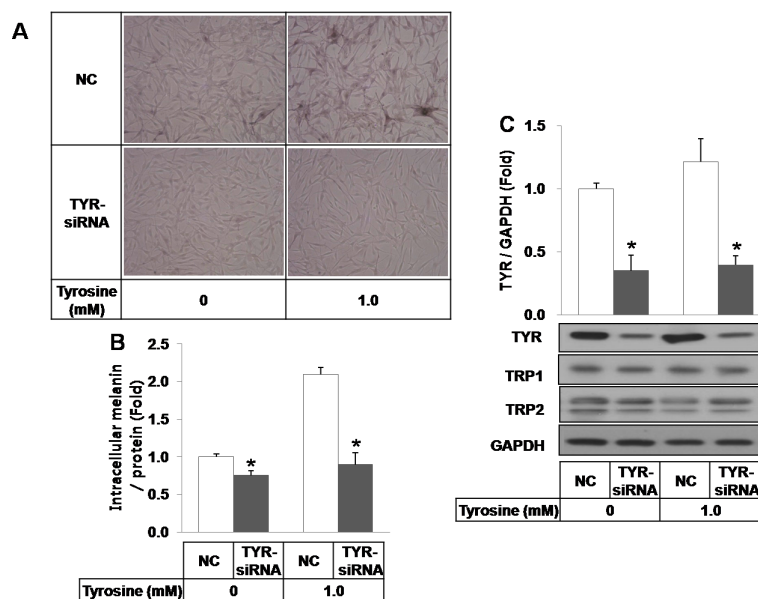 A
NC
TYR-
siRNA
Tyrosine
(mM)
0
1.0
B
Intracellular melanin
/ protein (Fold)
2.5
2.0
1.5
1.0
0.5
0.0
*
*
NC
TYR-
siRNA
NC
TYR-
siRNA
Tyrosine (mM)
0
1.0
C
TYR / GAPDH (Fold)
1.5
1.0
0.5
0.0
*
*
TYR
TRP1
TRP2
GAPDH
NC
TYR-
siRNA
NC
TYR-
siRNA
Tyrosine (mM)
0
1.0